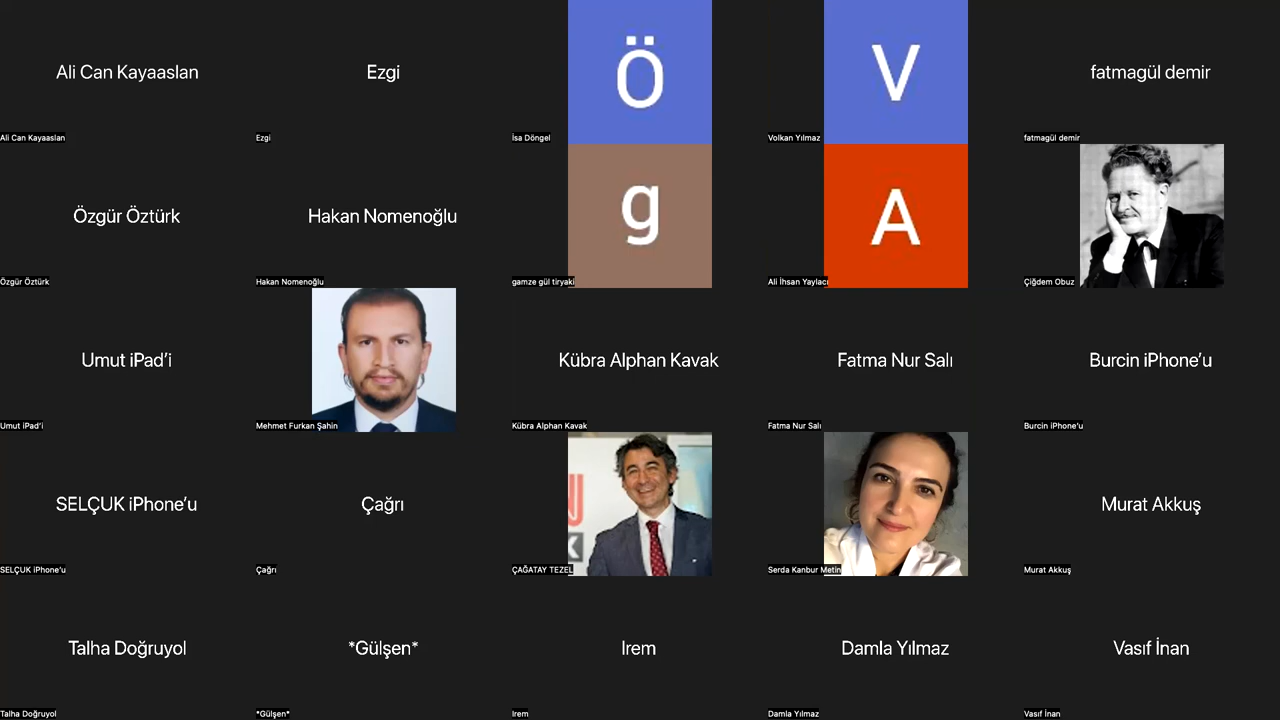 Ali Can Kayaaslan
Ezgi
Ö
V
fatmagül demir
Ali Can Kayaaslan
Ezgi
İsa Döngel
Volkan Yılmaz
fatmagül demir
Özgür Öztürk
Hakan Nomenoğlu
g
A
Özgür Öztürk
Hakan Nomenoğlu
gamze gül tiryaki
Ali İhsan Yaylacı
Çiğdem Obuz
Umut iPad’i
Kübra Alphan Kavak
Fatma Nur Salı
Burcin iPhone’u
Umut iPad’i
Mehmet Furkan Şahin
Kübra Alphan Kavak
Fatma Nur Salı
Burcin iPhone’u
SELÇUK iPhone’u
Çağrı
Murat Akkuş
SELÇUK iPhone’u
Çağrı
ÇAĞATAY TEZEL
Serda Kanbur Metin
Murat Akkuş
Talha Doğruyol
*Gülşen*
Irem
Damla Yılmaz
Vasıf İnan
Talha Doğruyol
*Gülşen*
Irem
Damla Yılmaz
Vasıf İnan